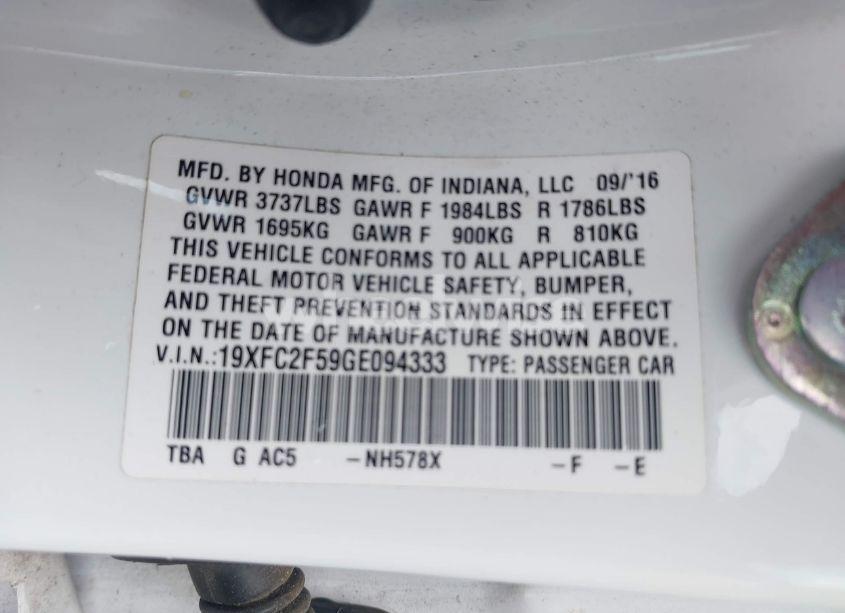 MFD. BY HONDA MFG. OF INDIANA, LLC 09/'16
GVWR 3737LBS GAWR F 1984LBS R 1786LBS
GVWR 1695KG GAWR F 900KG R 810KG
THIS VEHICLE CONFORMS TO ALL APPLICABLE
FEDERAL MOTOR VEHICLE SAFETY, BUMPER,
AND THEFT PREVENTION STANDARDS IN EFFECT
ON THE DATE OF MANUFACTURE SHOWN ABOVE.
V.I.N.:19XFC2F59GE094333 TYPE: PASSENGER CAR
TBA G AC5 -NH578X -F -E